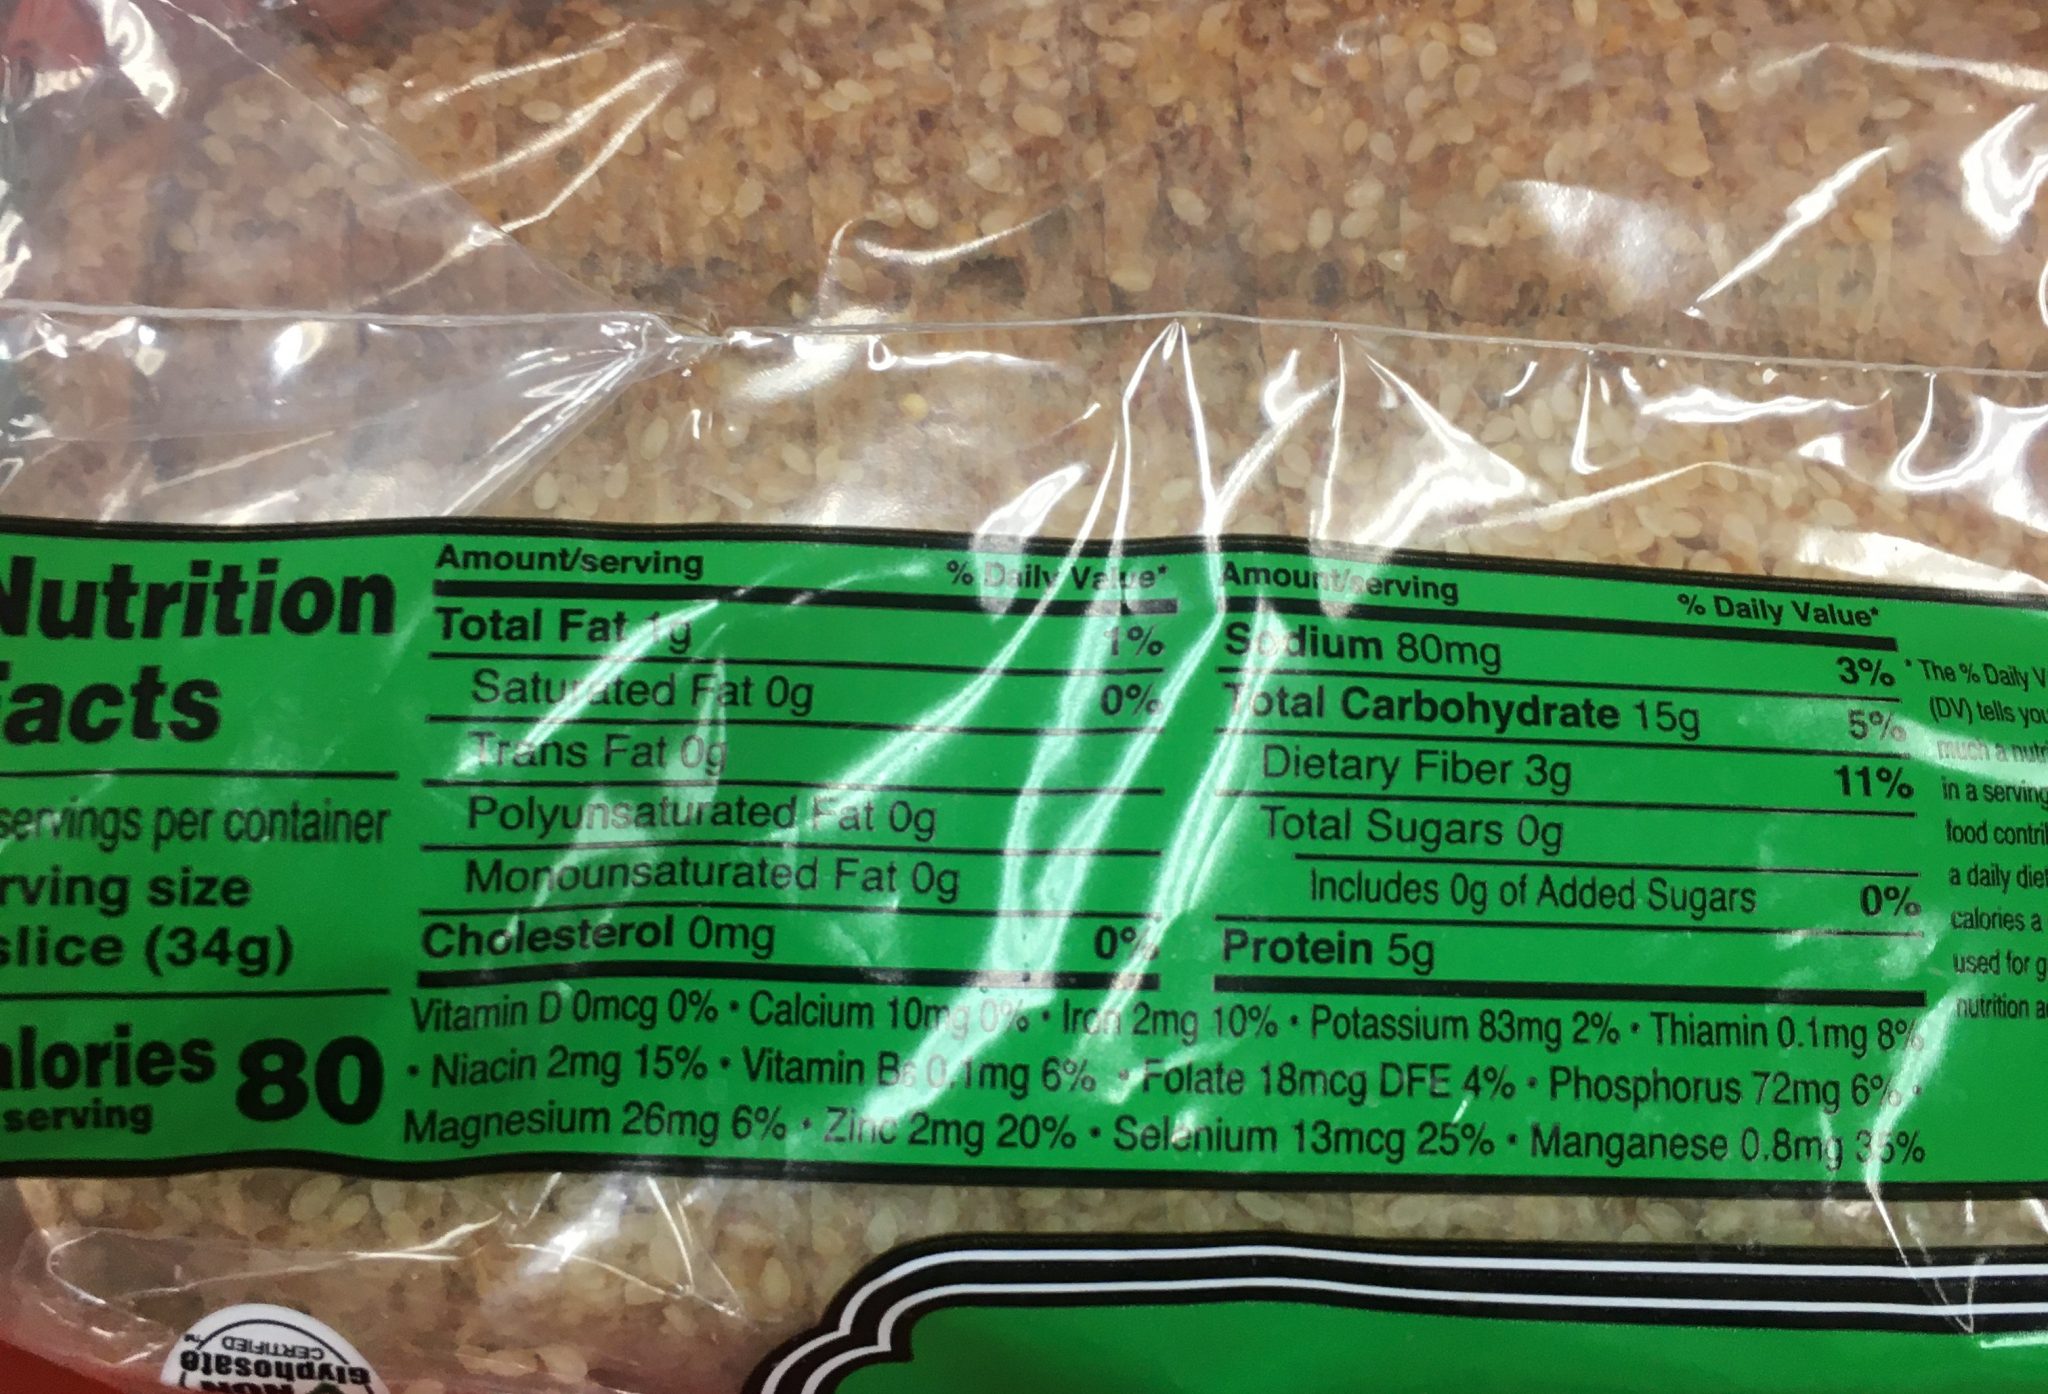 Nutrition
Facts
servings per container
rving size
slice (34g)
alories 80
serving
Amount/serving % Daily Value*
Total Fat 1g 1%
Saturated Fat 0g 0%
Trans Fat 0g
Polyunsaturated Fat 0g
Monounsaturated Fat 0g
Cholesterol 0mg 0%
Amount/serving % Daily Value*
Sodium 80mg 3%
Total Carbohydrate 15g 5%
Dietary Fiber 3g 11%
Total Sugars 0g
Includes 0g of Added Sugars 0%
Protein 5g
Vitamin D 0mcg 0% • Calcium 10mg 0% • Iron 2mg 10% • Potassium 83mg 2% • Thiamin 0.1mg 8%
• Niacin 2mg 15% • Vitamin B6 0.1mg 6% • Folate 18mcg DFE 4% • Phosphorus 72mg 6% •
Magnesium 26mg 6% • Zinc 2mg 20% • Selenium 13mcg 25% • Manganese 0.8mg 35%
* The % Daily V
(DV) tells you
much a nutri
in a serving
food contri
a daily diet
calories a
used for g
nutrition a
NON
Glyphosate
CERTIFIED
TM